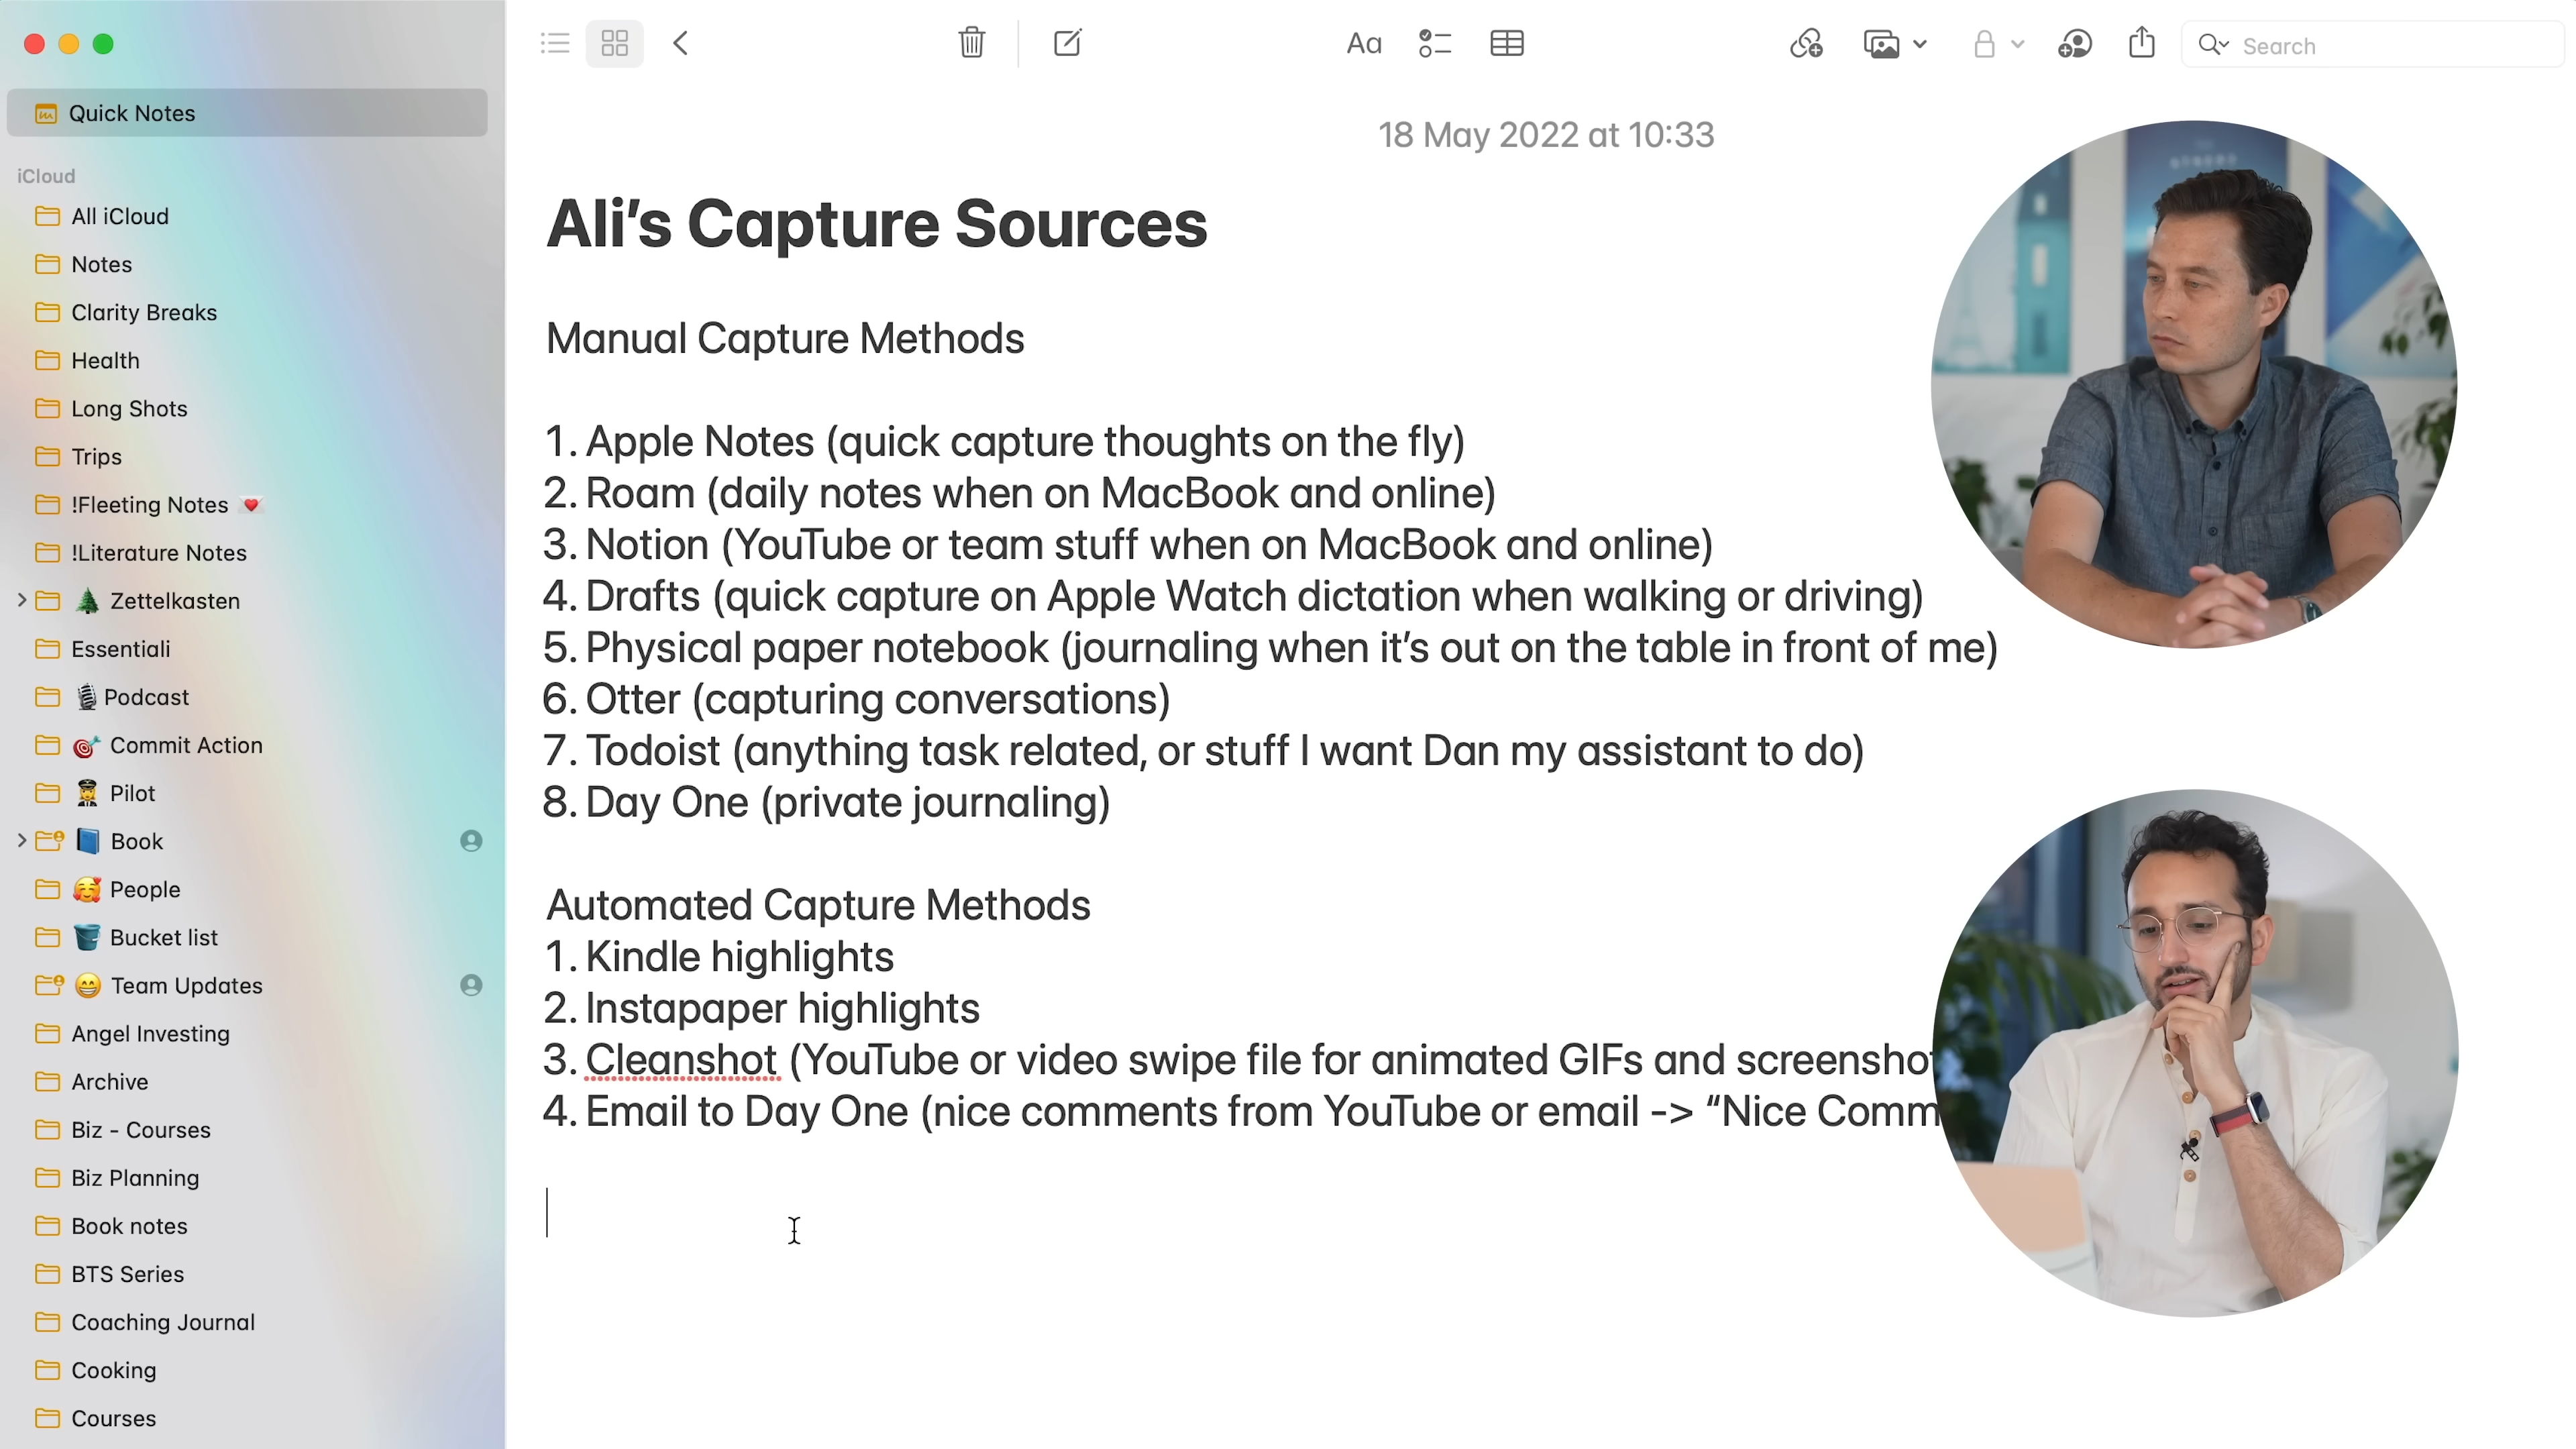 Search
Quick Notes
iCloud
All iCloud
Notes
Clarity Breaks
Health
Long Shots
Trips
!Fleeting Notes 💌
!Literature Notes
🌲 Zettelkasten
Essentiali
🎙 Podcast
🎯 Commit Action
Pilot
📘 Book
🥰 People
🪣 Bucket list
😁 Team Updates
Angel Investing
Archive
Biz - Courses
Biz Planning
Book notes
BTS Series
Coaching Journal
Cooking
Courses
Aa
18 May 2022 at 10:33
Ali’s Capture Sources
Manual Capture Methods
1. Apple Notes (quick capture thoughts on the fly)
2. Roam (daily notes when on MacBook and online)
3. Notion (YouTube or team stuff when on MacBook and online)
4. Drafts (quick capture on Apple Watch dictation when walking or driving)
5. Physical paper notebook (journaling when it’s out on the table in front of me)
6. Otter (capturing conversations)
7. Todoist (anything task related, or stuff I want Dan my assistant to do)
8. Day One (private journaling)
Automated Capture Methods
1. Kindle highlights
2. Instapaper highlights
3. Cleanshot (YouTube or video swipe file for animated GIFs and screenshot
4. Email to Day One (nice comments from YouTube or email -> “Nice Comm